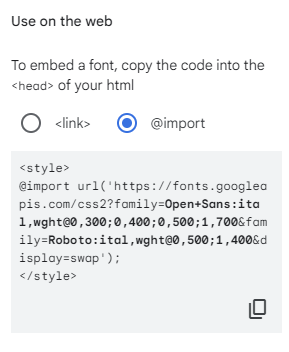 Use on the web
To embed a font, copy the code into the
<head> of your html
<link>
@import
<style>
@import url('https://fonts.googlea
pis.com/css2?family=Open+Sans:ita
l,wght@0,300;0,400;0,500;1,700&fam
ily=Roboto:ital,wght@0,500;1,400&d
isplay=swap');
</style>